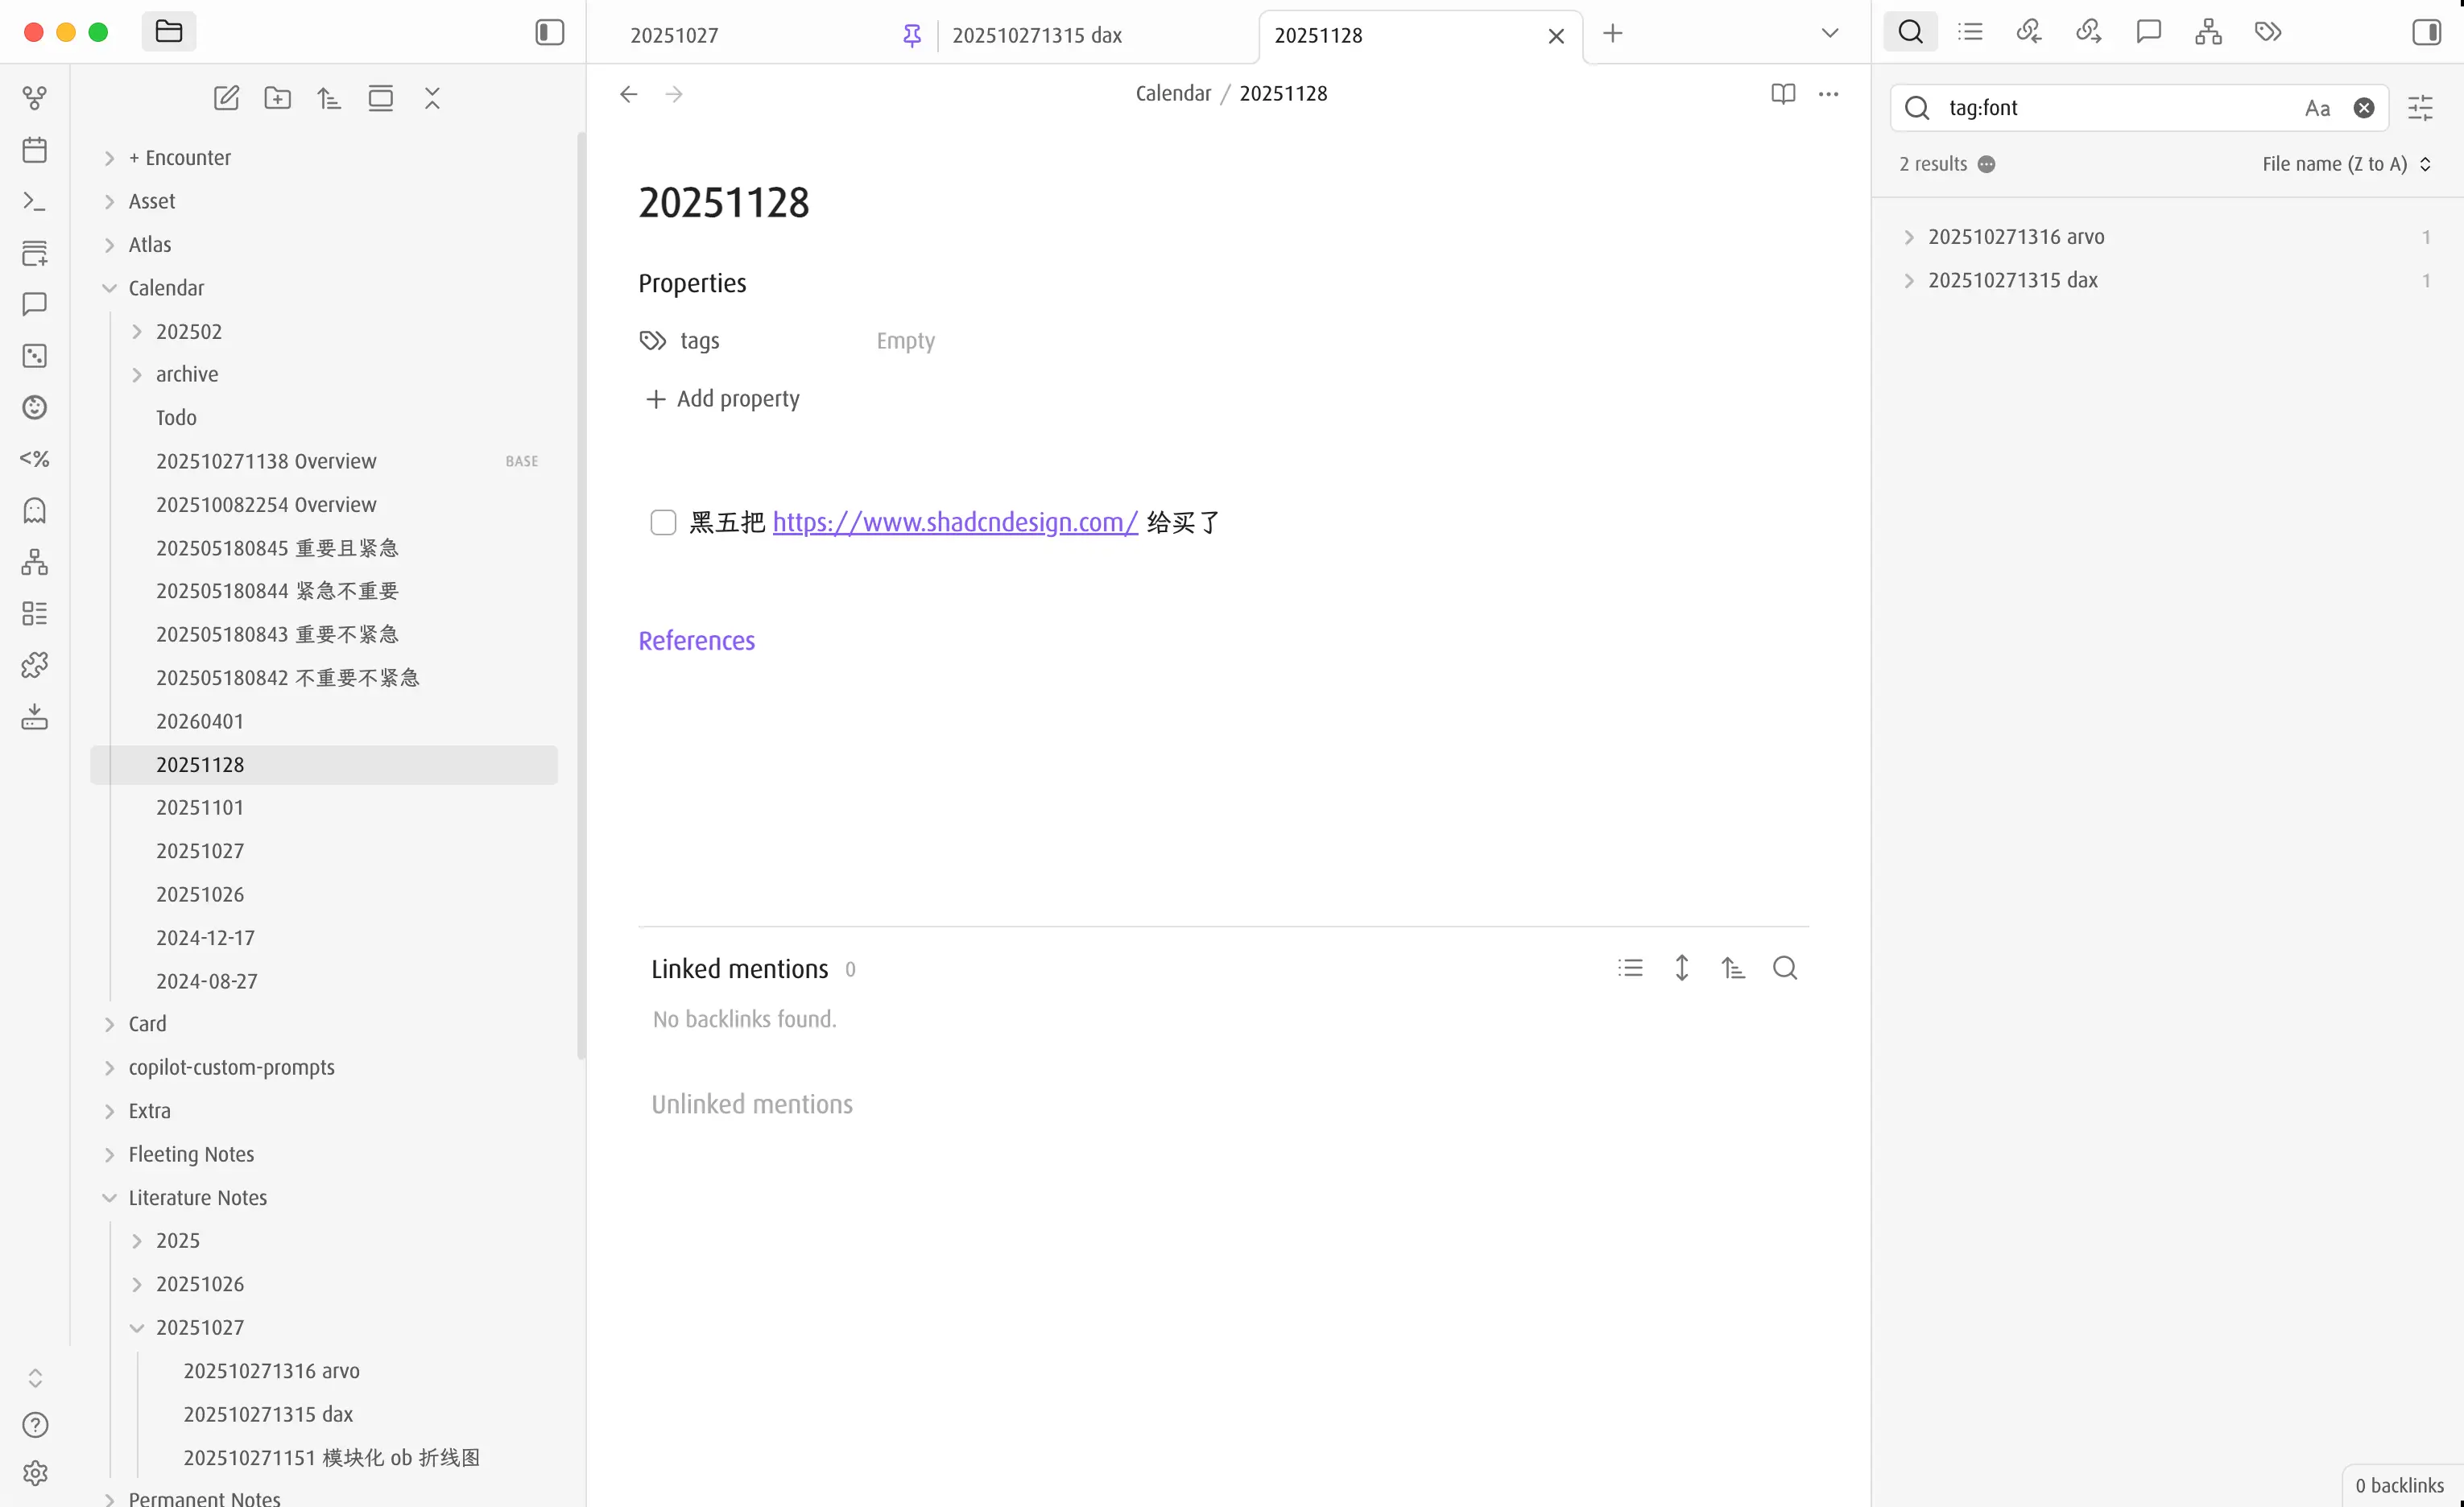 20251027
202510271315 dax
20251128
+ Encounter
Asset
Atlas
Calendar
202502
archive
Todo
202510271138 Overview
BASE
202510082254 Overview
202505180845 重要且紧急
202505180844 紧急不重要
202505180843 重要不紧急
202505180842 不重要不紧急
20260401
20251128
20251101
20251027
20251026
2024-12-17
2024-08-27
Card
copilot-custom-prompts
Extra
Fleeting Notes
Literature Notes
2025
20251026
20251027
202510271316 arvo
202510271315 dax
202510271151 模块化 ob 折线图
Permanent Notes
<%
Calendar / 20251128
20251128
Properties
tags Empty
Add property
黑五把 https://www.shadcndesign.com/ 给买了
References
Linked mentions 0
No backlinks found.
Unlinked mentions
tag:font
Aa
2 results
File name (Z to A)
202510271316 arvo 1
202510271315 dax 1
0 backlinks